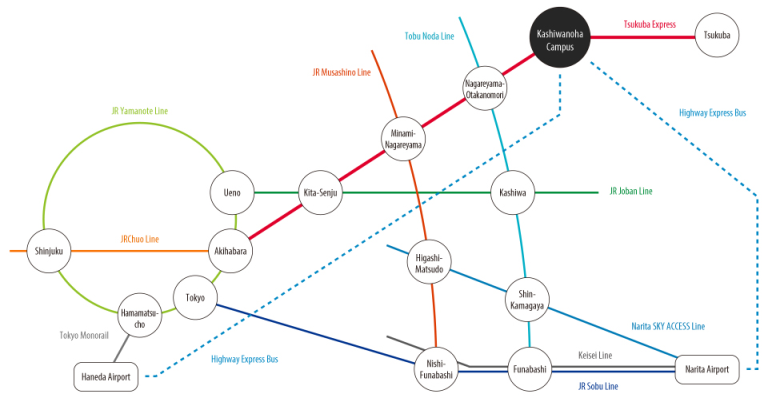 Kashiwanoha
Campus
Tsukuba Express
Tsukuba
Tobu Noda Line
JR Musashino Line
Nagareyama-
Otakanomori
JR Yamanote Line
Highway Express Bus
Minami-
Nagareyama
Ueno
Kita-Senju
Kashiwa
JR Joban Line
JRChuo Line
Shinjuku
Akihabara
Higashi-
Matsudo
Tokyo
Shin-
Kamagaya
Hamamatsu-
cho
Narita SKY ACCESS Line
Tokyo Monorail
Highway Express Bus
Keisei Line
Haneda Airport
Nishi-
Funabashi
Funabashi
Narita Airport
JR Sobu Line